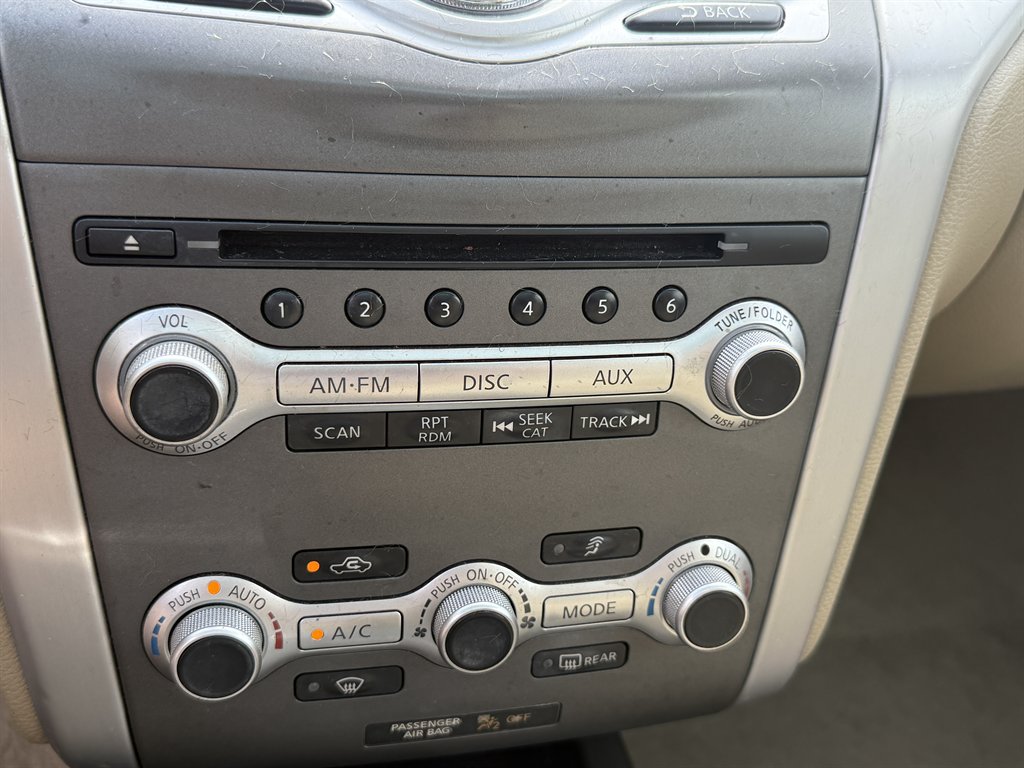 BACK
1 2 3 4 5 6
VOL
PUSH ON·OFF
TUNE/FOLDER
PUSH
AM·FM DISC AUX
SCAN
RPT
RDM
SEEK
CAT
TRACK
PUSH AUTO
A/C
PUSH ON·OFF
MODE
PUSH DUAL
REAR
PASSENGER
AIR BAG
OFF